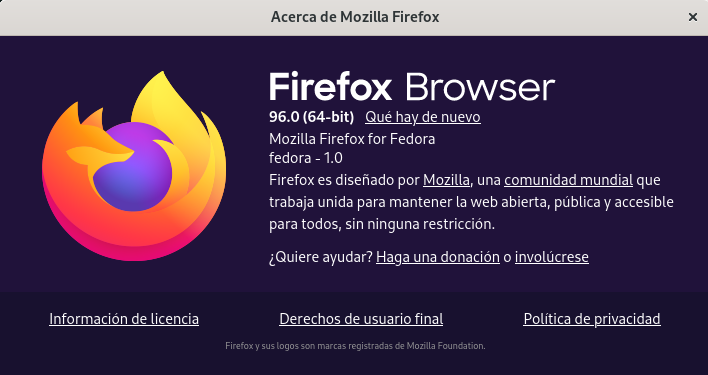 Acerca de Mozilla Firefox
Firefox Browser
96.0 (64-bit) Qué hay de nuevo
Mozilla Firefox for Fedora
fedora - 1.0
Firefox es diseñado por Mozilla, una comunidad mundial que
trabaja unida para mantener la web abierta, pública y accesible
para todos, sin ninguna restricción.
¿Quiere ayudar? Haga una donación o involúcrese
Información de licencia Derechos de usuario final Política de privacidad
Firefox y sus logos son marcas registradas de Mozilla Foundation.